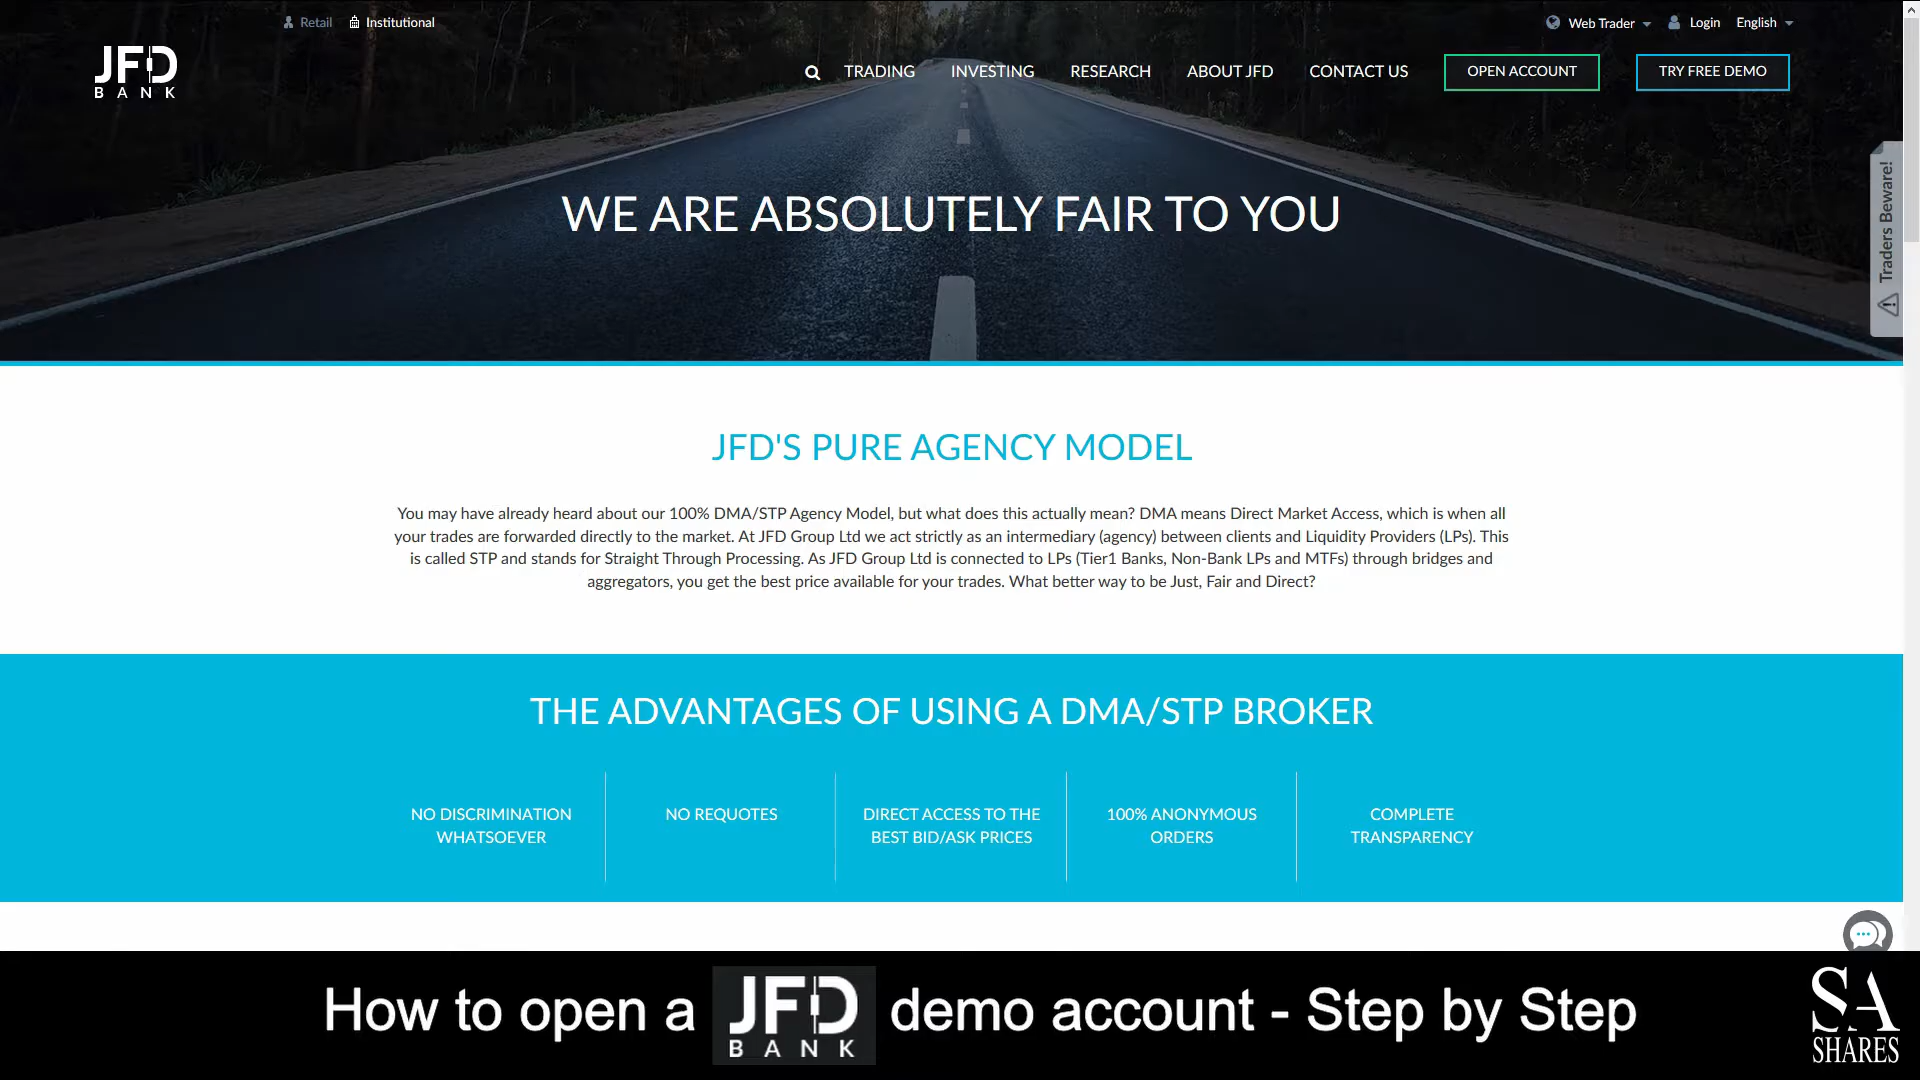 Retail Institutional Web Trader Login English
JFD
BANK
TRADING INVESTING RESEARCH ABOUT JFD CONTACT US OPEN ACCOUNT TRY FREE DEMO
WE ARE ABSOLUTELY FAIR TO YOU
Traders Beware!
JFD'S PURE AGENCY MODEL
You may have already heard about our 100% DMA/STP Agency Model, but what does this actually mean? DMA means Direct Market Access, which is when all
your trades are forwarded directly to the market. At JFD Group Ltd we act strictly as an intermediary (agency) between clients and Liquidity Providers (LPs). This
is called STP and stands for Straight Through Processing. As JFD Group Ltd is connected to LPs (Tier1 Banks, Non-Bank LPs and MTFs) through bridges and
aggregators, you get the best price available for your trades. What better way to be Just, Fair and Direct?
THE ADVANTAGES OF USING A DMA/STP BROKER
NO DISCRIMINATION
WHATSOEVER
NO REQUOTES
DIRECT ACCESS TO THE
BEST BID/ASK PRICES
100% ANONYMOUS
ORDERS
COMPLETE
TRANSPARENCY
How to open a JFD BANK demo account - Step by Step
SA
SHARES